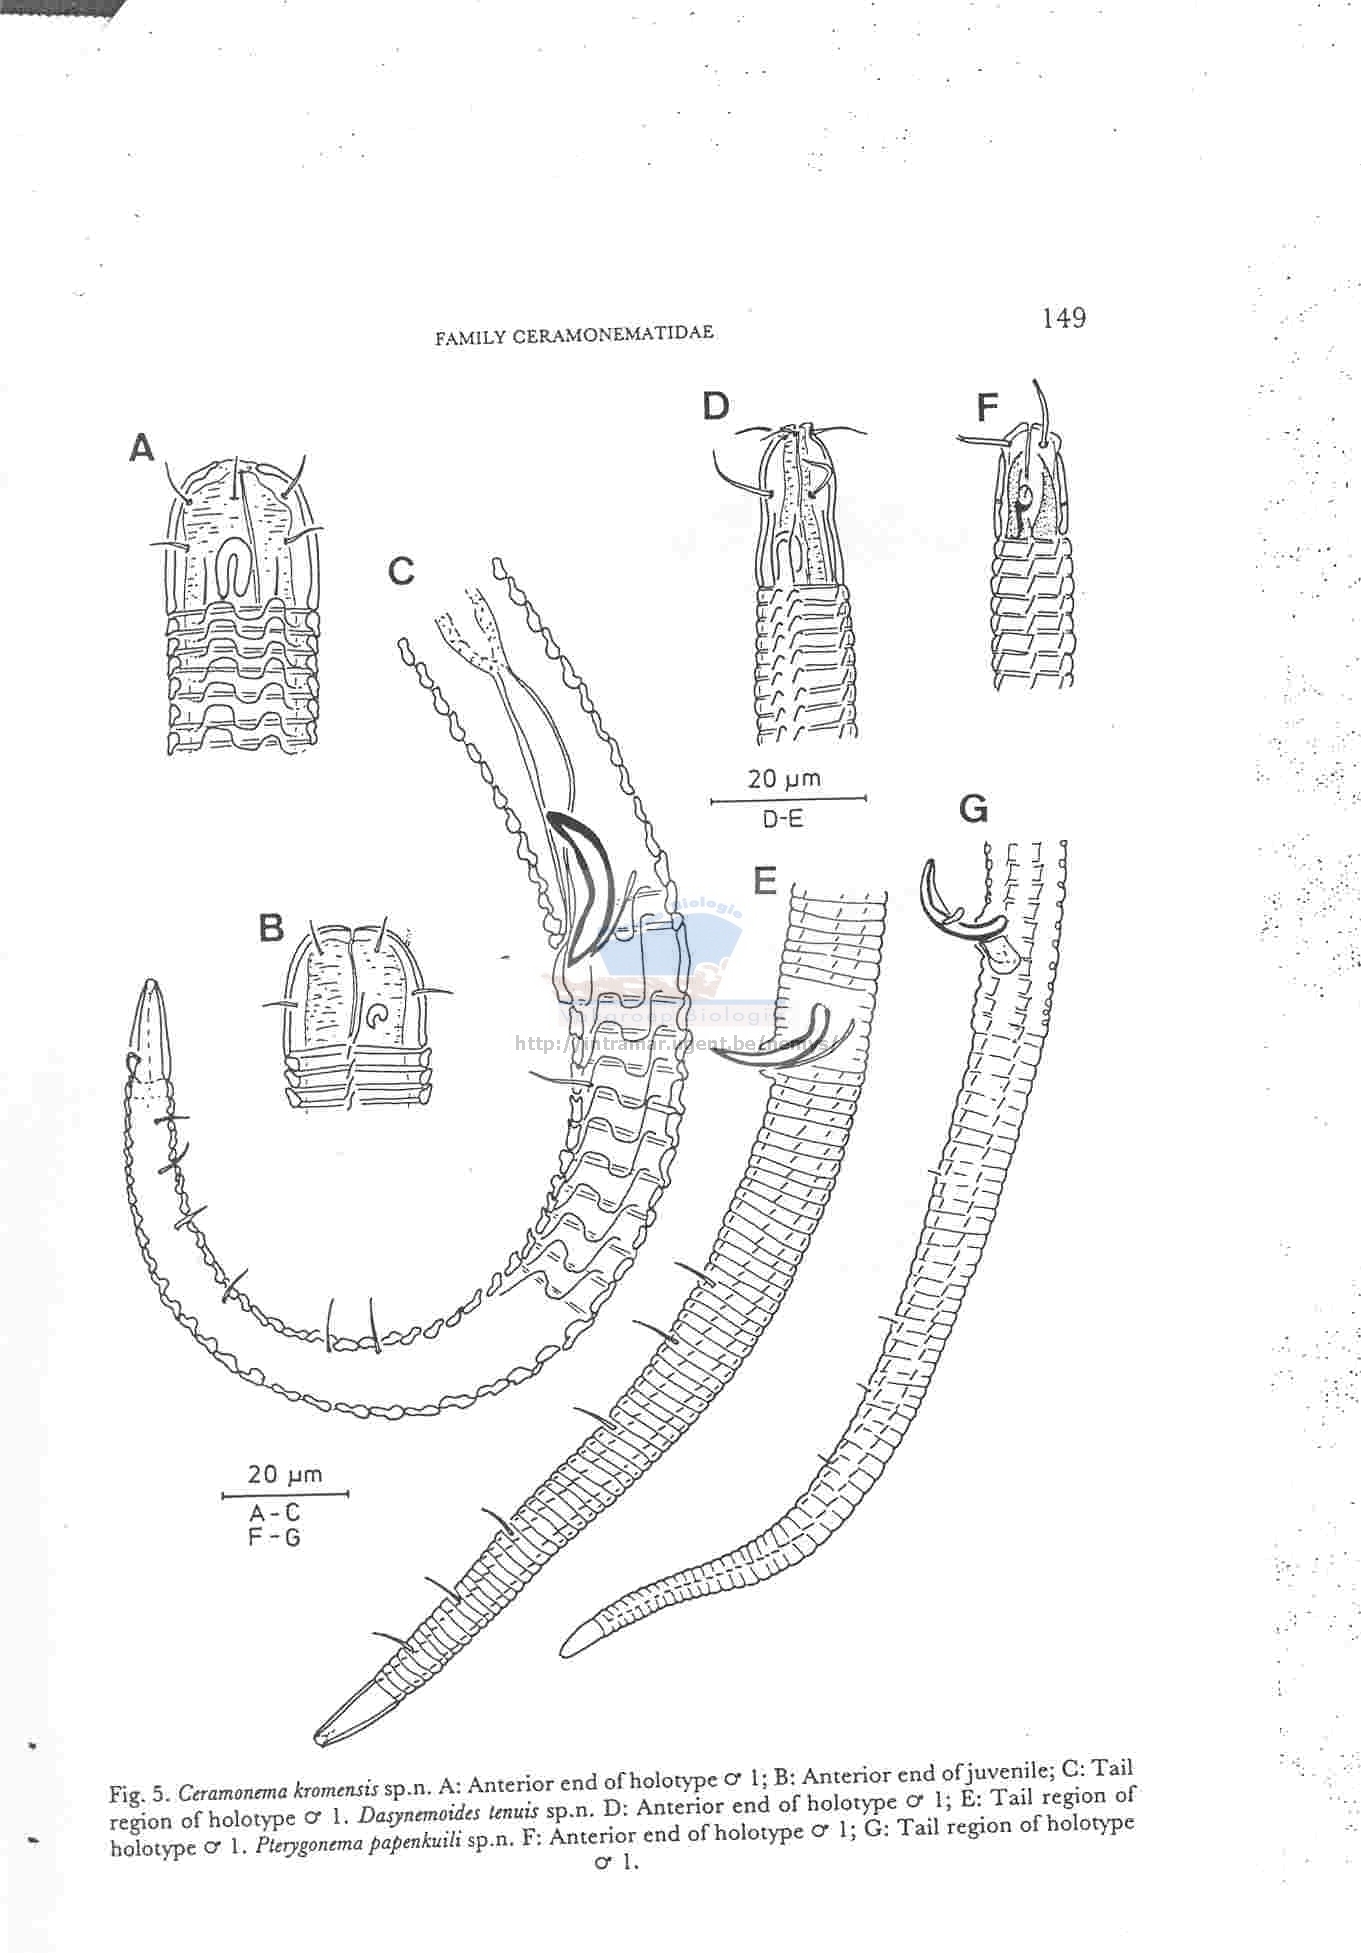 FAMILY CERAMONEMATIDAE
149
A
B
C
D
E
F
G
20 µm
D-E
20 µm
A-C
F-G
Biologie
Vakgroep Biologie
http://intramar.ugent.be/nemys/
Fig. 5. Ceramonema kromensis sp.n. A: Anterior end of holotype ♂ 1; B: Anterior end of juvenile; C: Tail
region of holotype ♂ 1. Dasynemoides tenuis sp.n. D: Anterior end of holotype ♂ 1; E: Tail region of
holotype ♂ 1. Pterygonema papenkuili sp.n. F: Anterior end of holotype ♂ 1; G: Tail region of holotype
♂ 1.